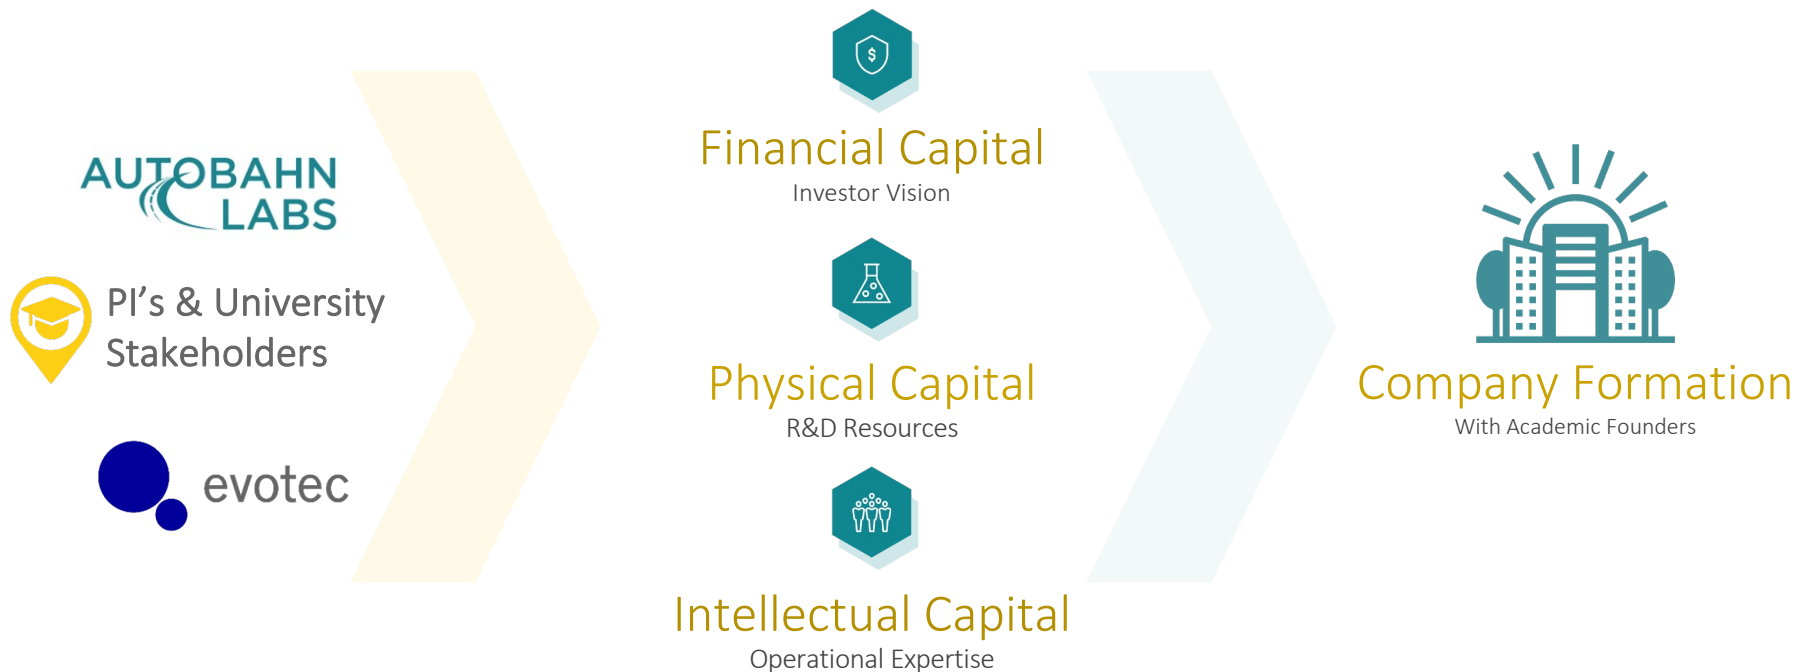 AUTOBAHN
LABS
PI’s & University
Stakeholders
evotec
$
Financial Capital
Investor Vision
Physical Capital
R&D Resources
Intellectual Capital
Operational Expertise
Company Formation
With Academic Founders